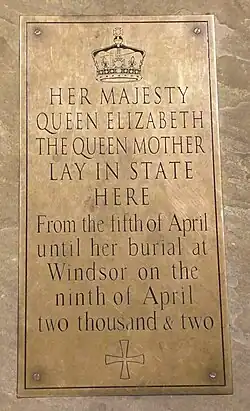 HER MAJESTY
QUEEN ELIZABETH
THE QUEEN MOTHER
LAY IN STATE
HERE
From the fifth of April
until her burial at
Windsor on the
ninth of April
two thousand & two